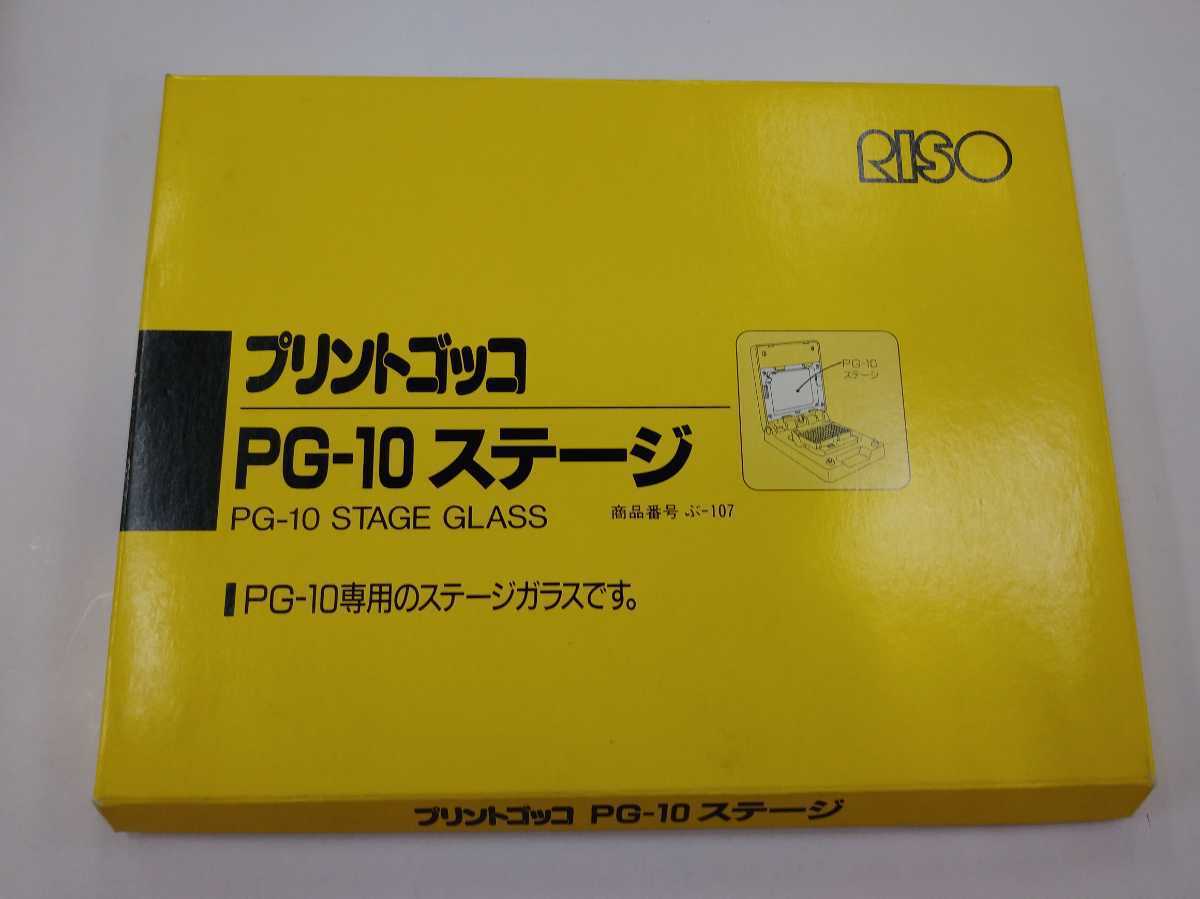 RISO
プリントゴッコ
PG-10 ステージ
PG-10 STAGE GLASS
商品番号 ぶ-107
PG-10
ステージ
PG-10専用のステージガラスです。
プリントゴッコ PG-10 ステージ